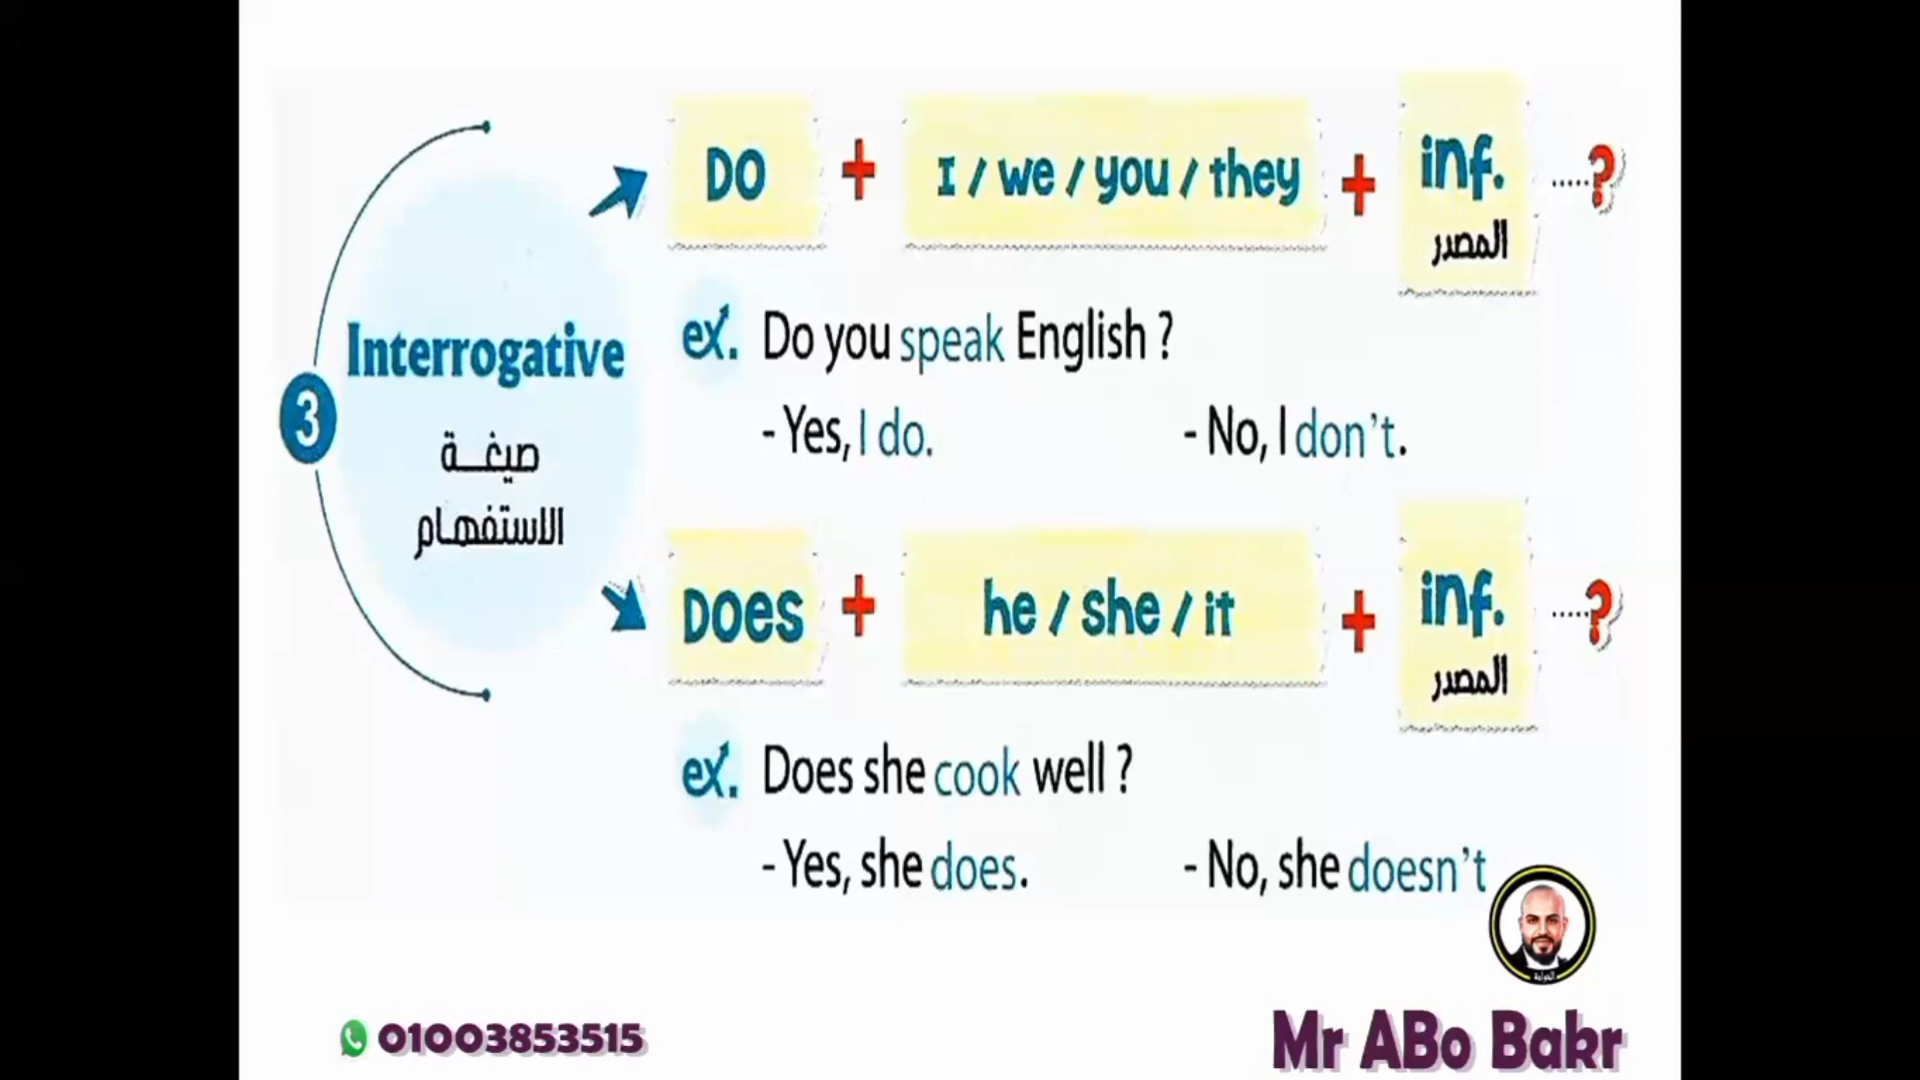 DO + I / we / you / they + inf. .....?
المصدر
ex. Do you speak English ?
- Yes, I do. - No, I don't.
3 Interrogative
صيغة
الاستفهام
DOES + he / she / it + inf. .....?
المصدر
ex. Does she cook well ?
- Yes, she does. - No, she doesn't
01003853515
Mr ABo Bakr